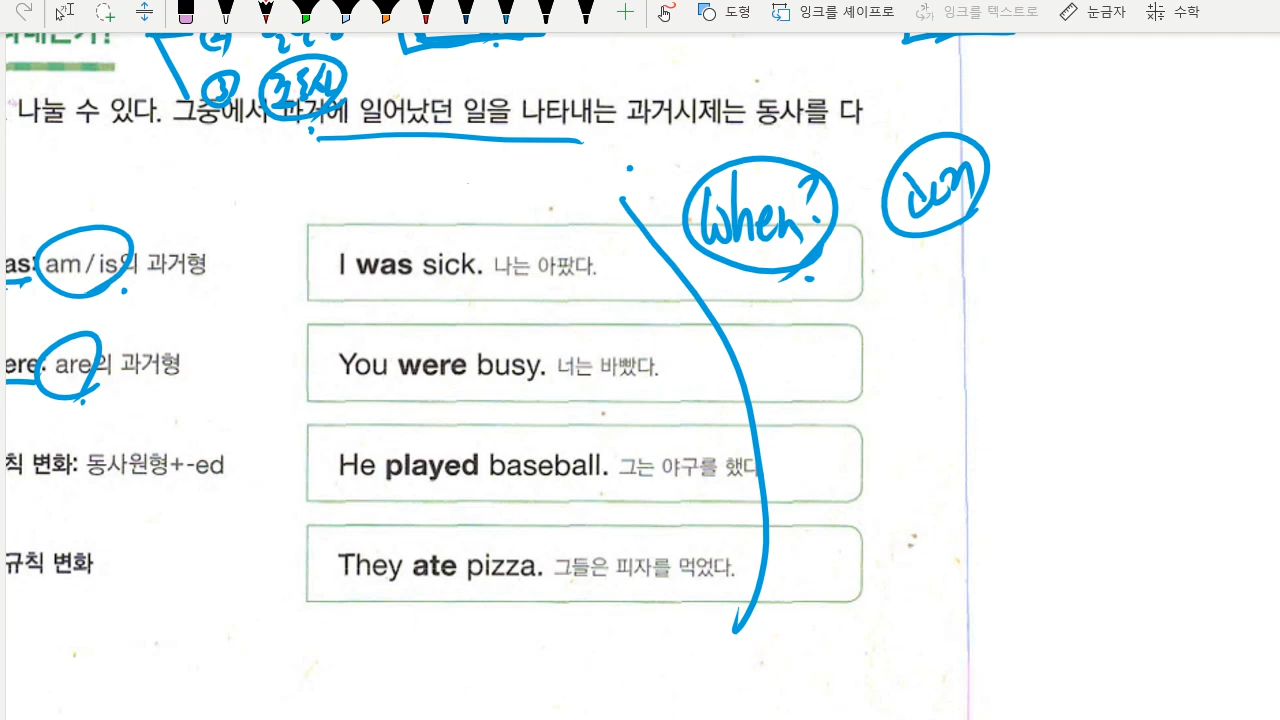 도형 잉크를 셰이프로 잉크를 텍스트로 눈금자 수학
나눌 수 있다. 그중에서 과거에 일어났던 일을 나타내는 과거시제는 동사를 다
When?
as: am/is의 과거형
I was sick. 나는 아팠다.
ere: are의 과거형
You were busy. 너는 바빴다.
칙 변화: 동사원형+-ed
He played baseball. 그는 야구를 했다.
규칙 변화
They ate pizza. 그들은 피자를 먹었다.